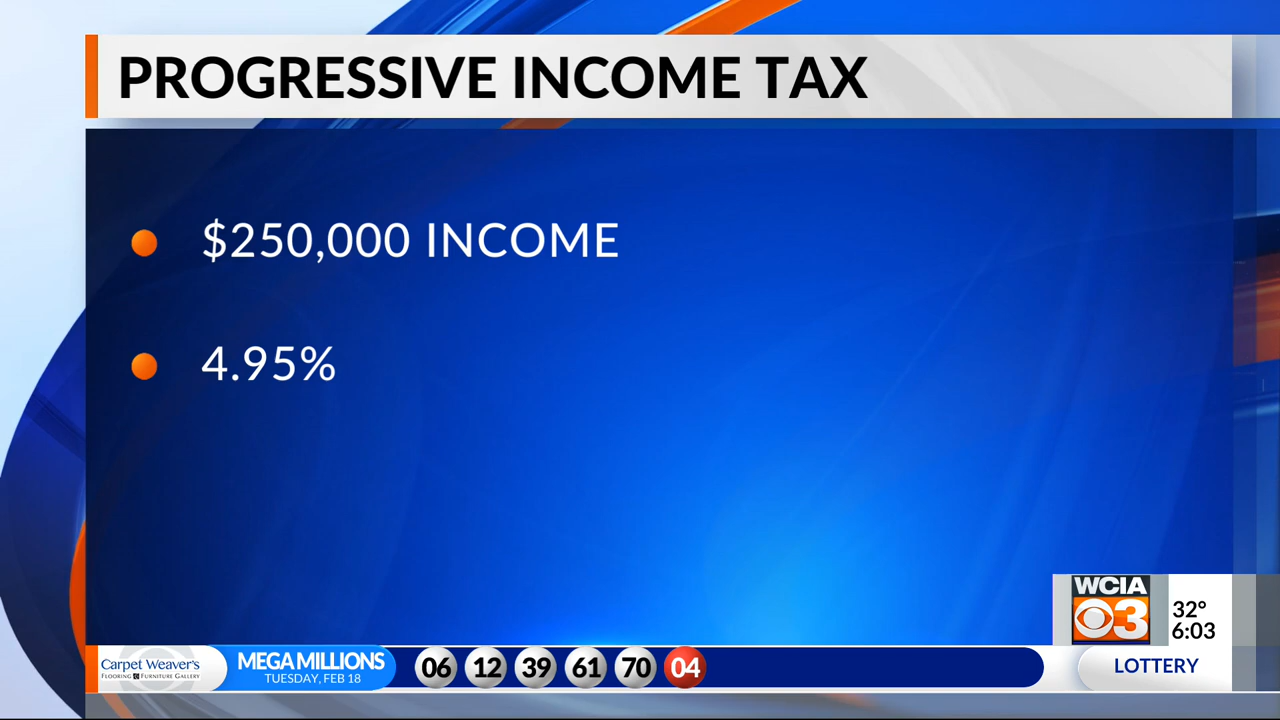 PROGRESSIVE INCOME TAX
$250,000 INCOME
4.95%
WCIA
3
32°
6:03
Carpet Weaver's
FLOORING & FURNITURE GALLERY
MEGA MILLIONS
TUESDAY, FEB 18
06 12 39 61 70 04
LOTTERY